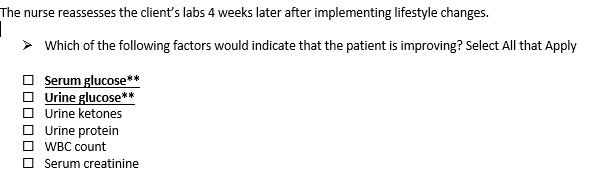 The nurse reassesses the client's labs 4 weeks later after implementing lifestyle changes.
➢ Which of the following factors would indicate that the patient is improving? Select All that Apply
☐ Serum glucose**
☐ Urine glucose**
☐ Urine ketones
☐ Urine protein
☐ WBC count
☐ Serum creatinine